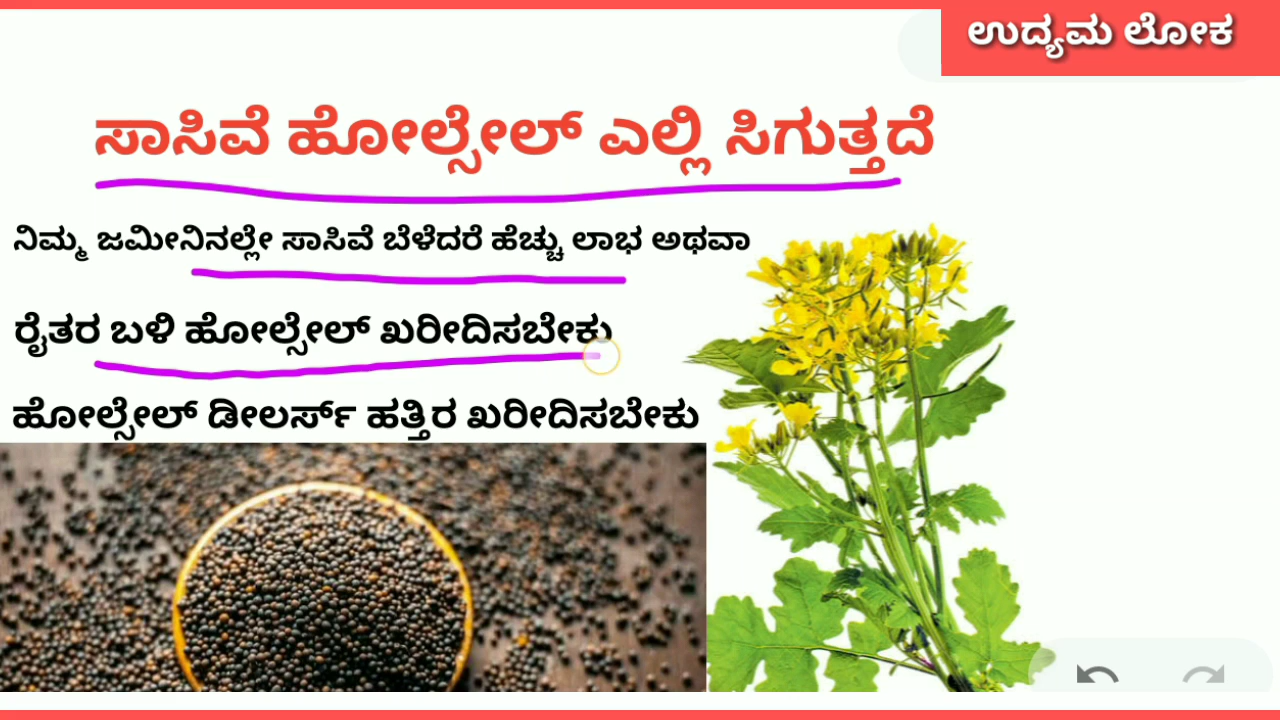 ಉದ್ಯಮ ಲೋಕ
ಸಾಸಿವೆ ಹೋಲ್ಸೇಲ್ ಎಲ್ಲಿ ಸಿಗುತ್ತದೆ
ನಿಮ್ಮ ಜಮೀನಿನಲ್ಲೇ ಸಾಸಿವೆ ಬೆಳೆದರೆ ಹೆಚ್ಚು ಲಾಭ ಅಥವಾ
ರೈತರ ಬಳಿ ಹೋಲ್ಸೇಲ್ ಖರೀದಿಸಬೇಕು
ಹೋಲ್ಸೇಲ್ ಡೀಲರ್ಸ್ ಹತ್ತಿರ ಖರೀದಿಸಬೇಕು